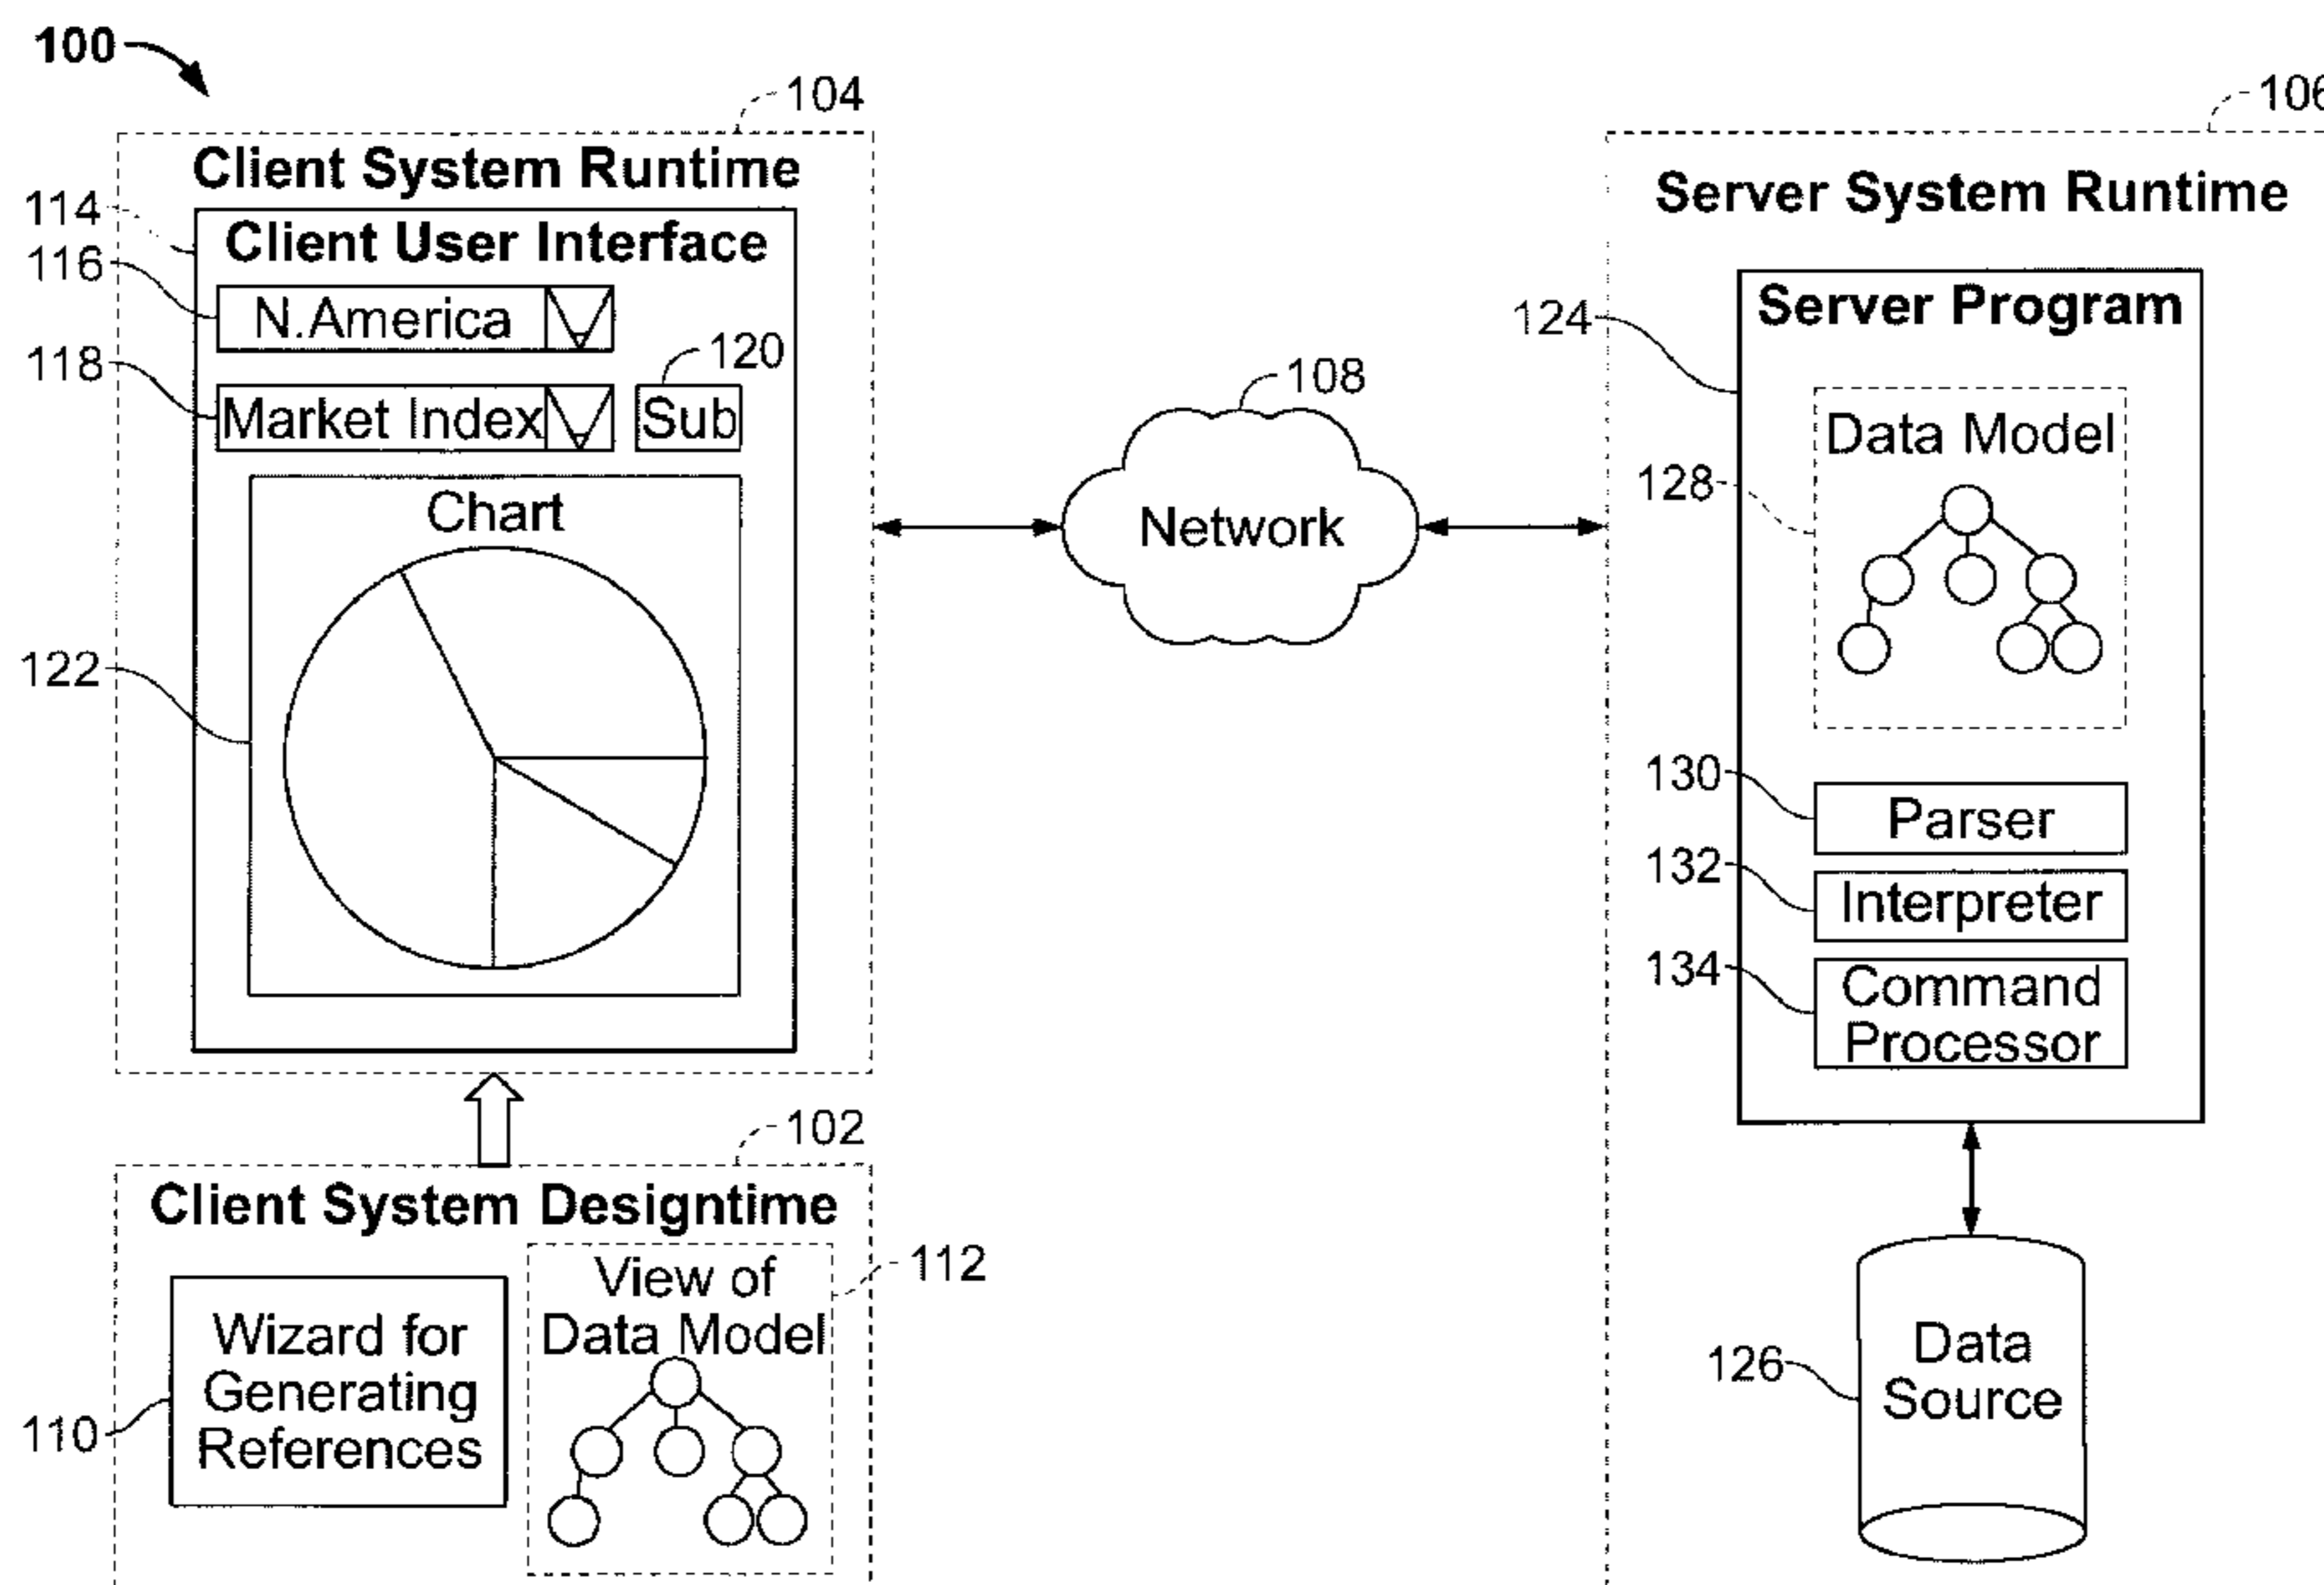 100
104
106
Client System Runtime
114
Client User Interface
116
N.America
118
Market Index
120
Sub
Chart
122
108
Network
Server System Runtime
124
Server Program
Data Model
128
130
Parser
132
Interpreter
134
Command
Processor
102
Client System Designtime
View of
Data Model
112
Wizard for
Generating
References
110
126
Data
Source